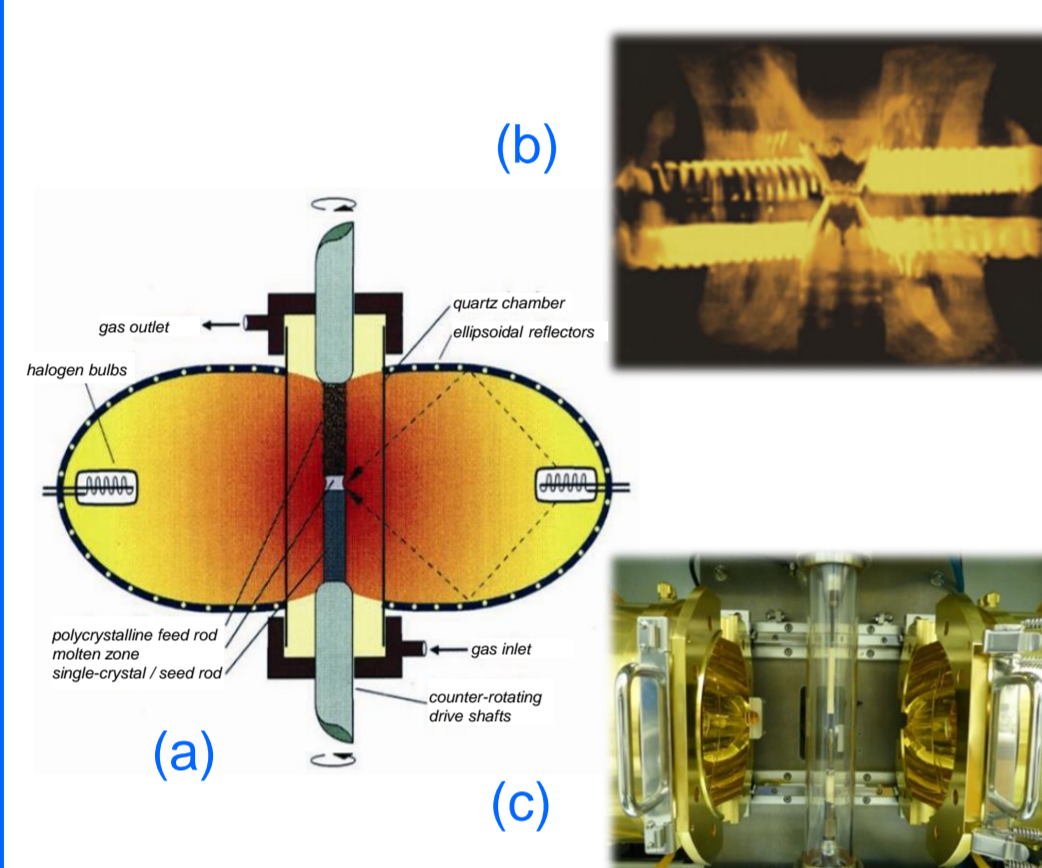 (b)
quartz chamber
gas outlet
ellipsoidal reflectors
halogen bulbs
polycrystalline feed rod
molten zone
single-crystal / seed rod
gas inlet
counter-rotating
drive shafts
(a)
(c)